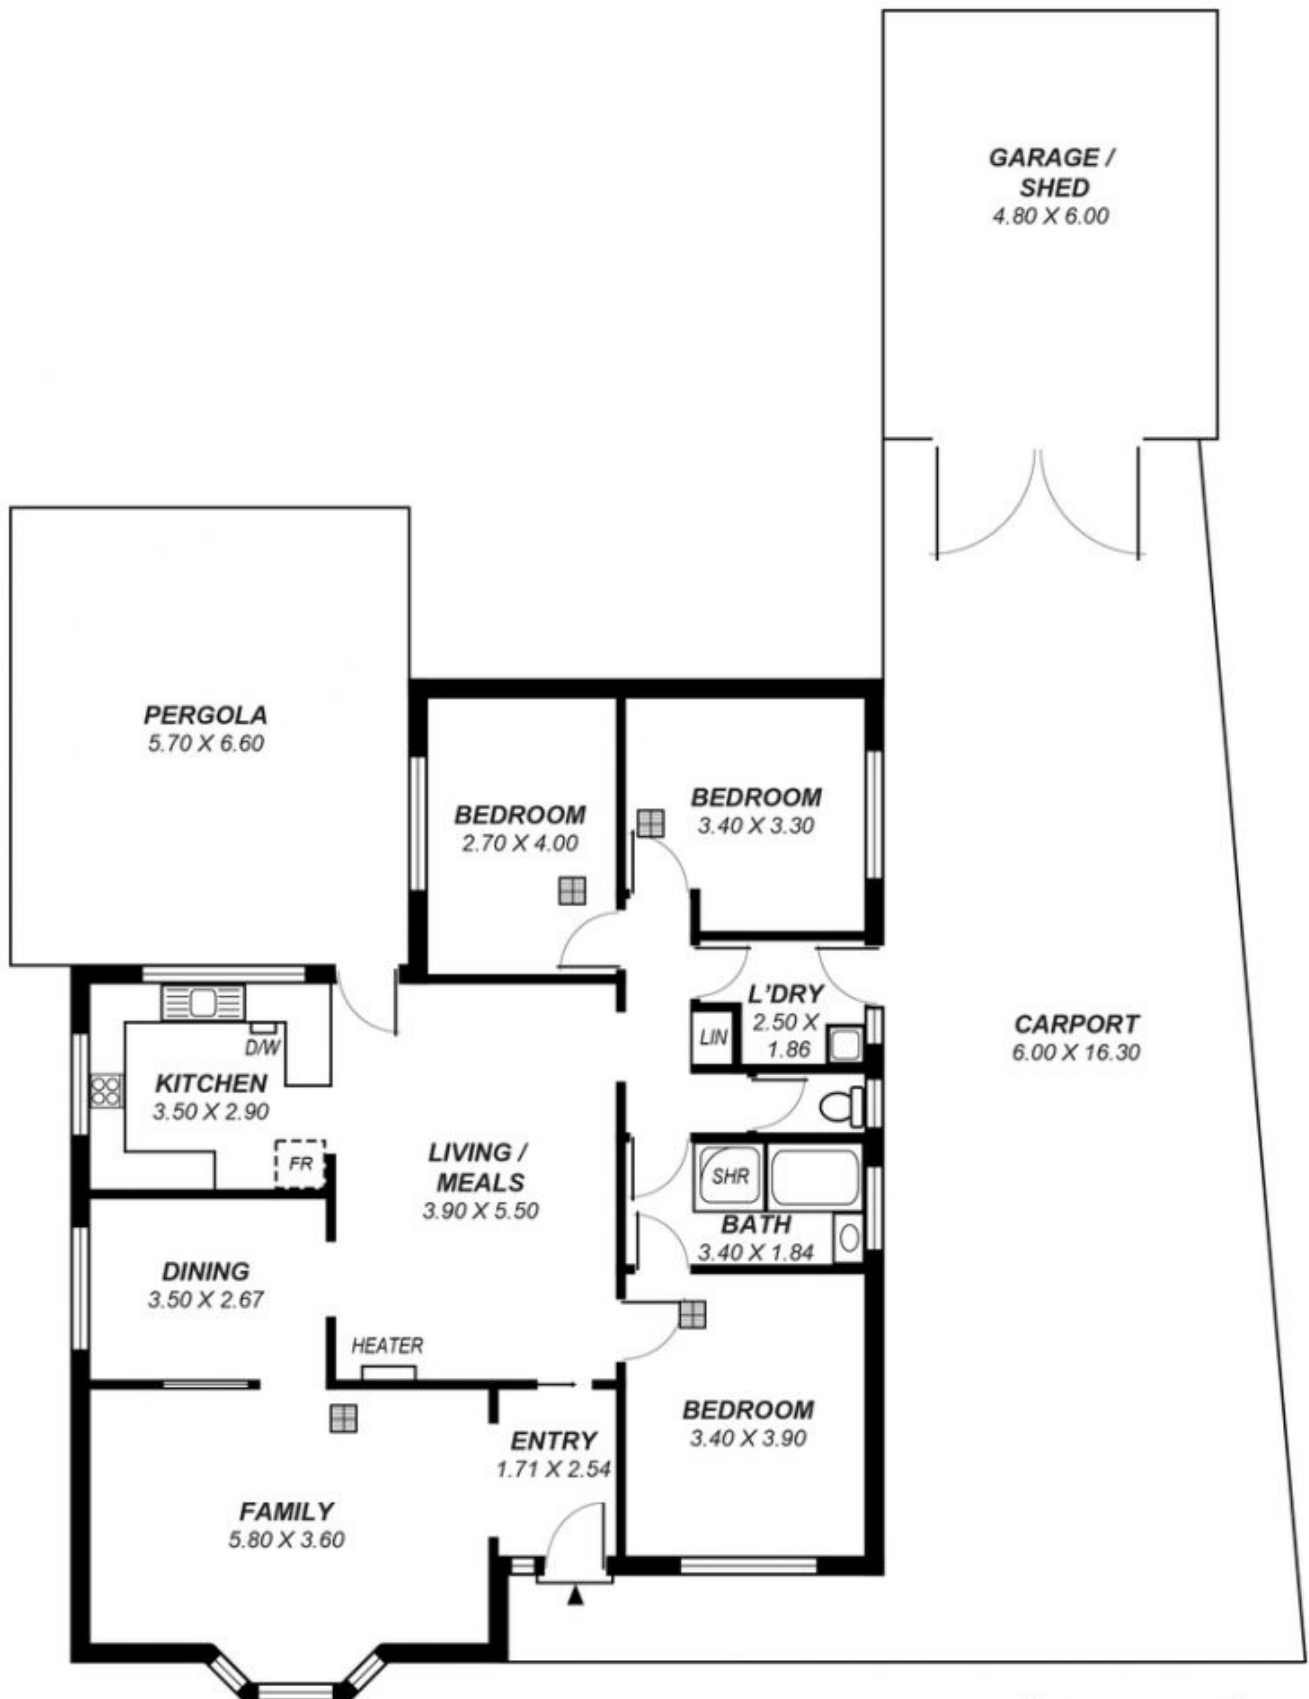 GARAGE /
SHED
4.80 X 6.00
PERGOLA
5.70 X 6.60
BEDROOM
2.70 X 4.00
BEDROOM
3.40 X 3.30
L'DRY
2.50 X
1.86
LIN
CARPORT
6.00 X 16.30
D/W
KITCHEN
3.50 X 2.90
FR
LIVING /
MEALS
3.90 X 5.50
SHR
BATH
3.40 X 1.84
DINING
3.50 X 2.67
HEATER
BEDROOM
3.40 X 3.90
ENTRY
1.71 X 2.54
FAMILY
5.80 X 3.60